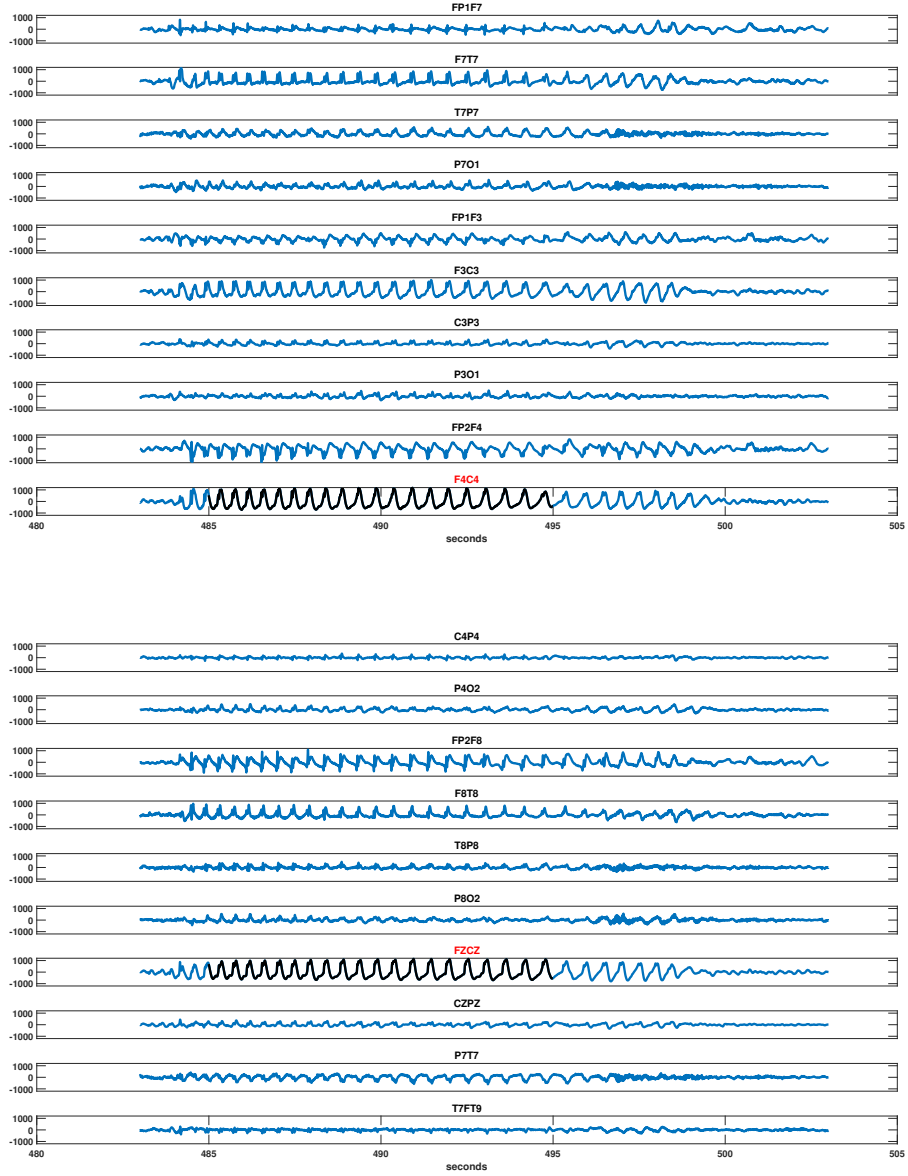 FP1F7
1000
0
-1000
F7T7
1000
0
-1000
T7P7
1000
0
-1000
P7O1
1000
0
-1000
FP1F3
1000
0
-1000
F3C3
1000
0
-1000
C3P3
1000
0
-1000
P3O1
1000
0
-1000
FP2F4
1000
0
-1000
F4C4
1000
0
-1000
480 485 490 495 500 505
seconds
C4P4
1000
0
-1000
P4O2
1000
0
-1000
FP2F8
1000
0
-1000
F8T8
1000
0
-1000
T8P8
1000
0
-1000
P8O2
1000
0
-1000
FZCZ
1000
0
-1000
CZPZ
1000
0
-1000
P7T7
1000
0
-1000
T7FT9
1000
0
-1000
480 485 490 495 500 505
seconds